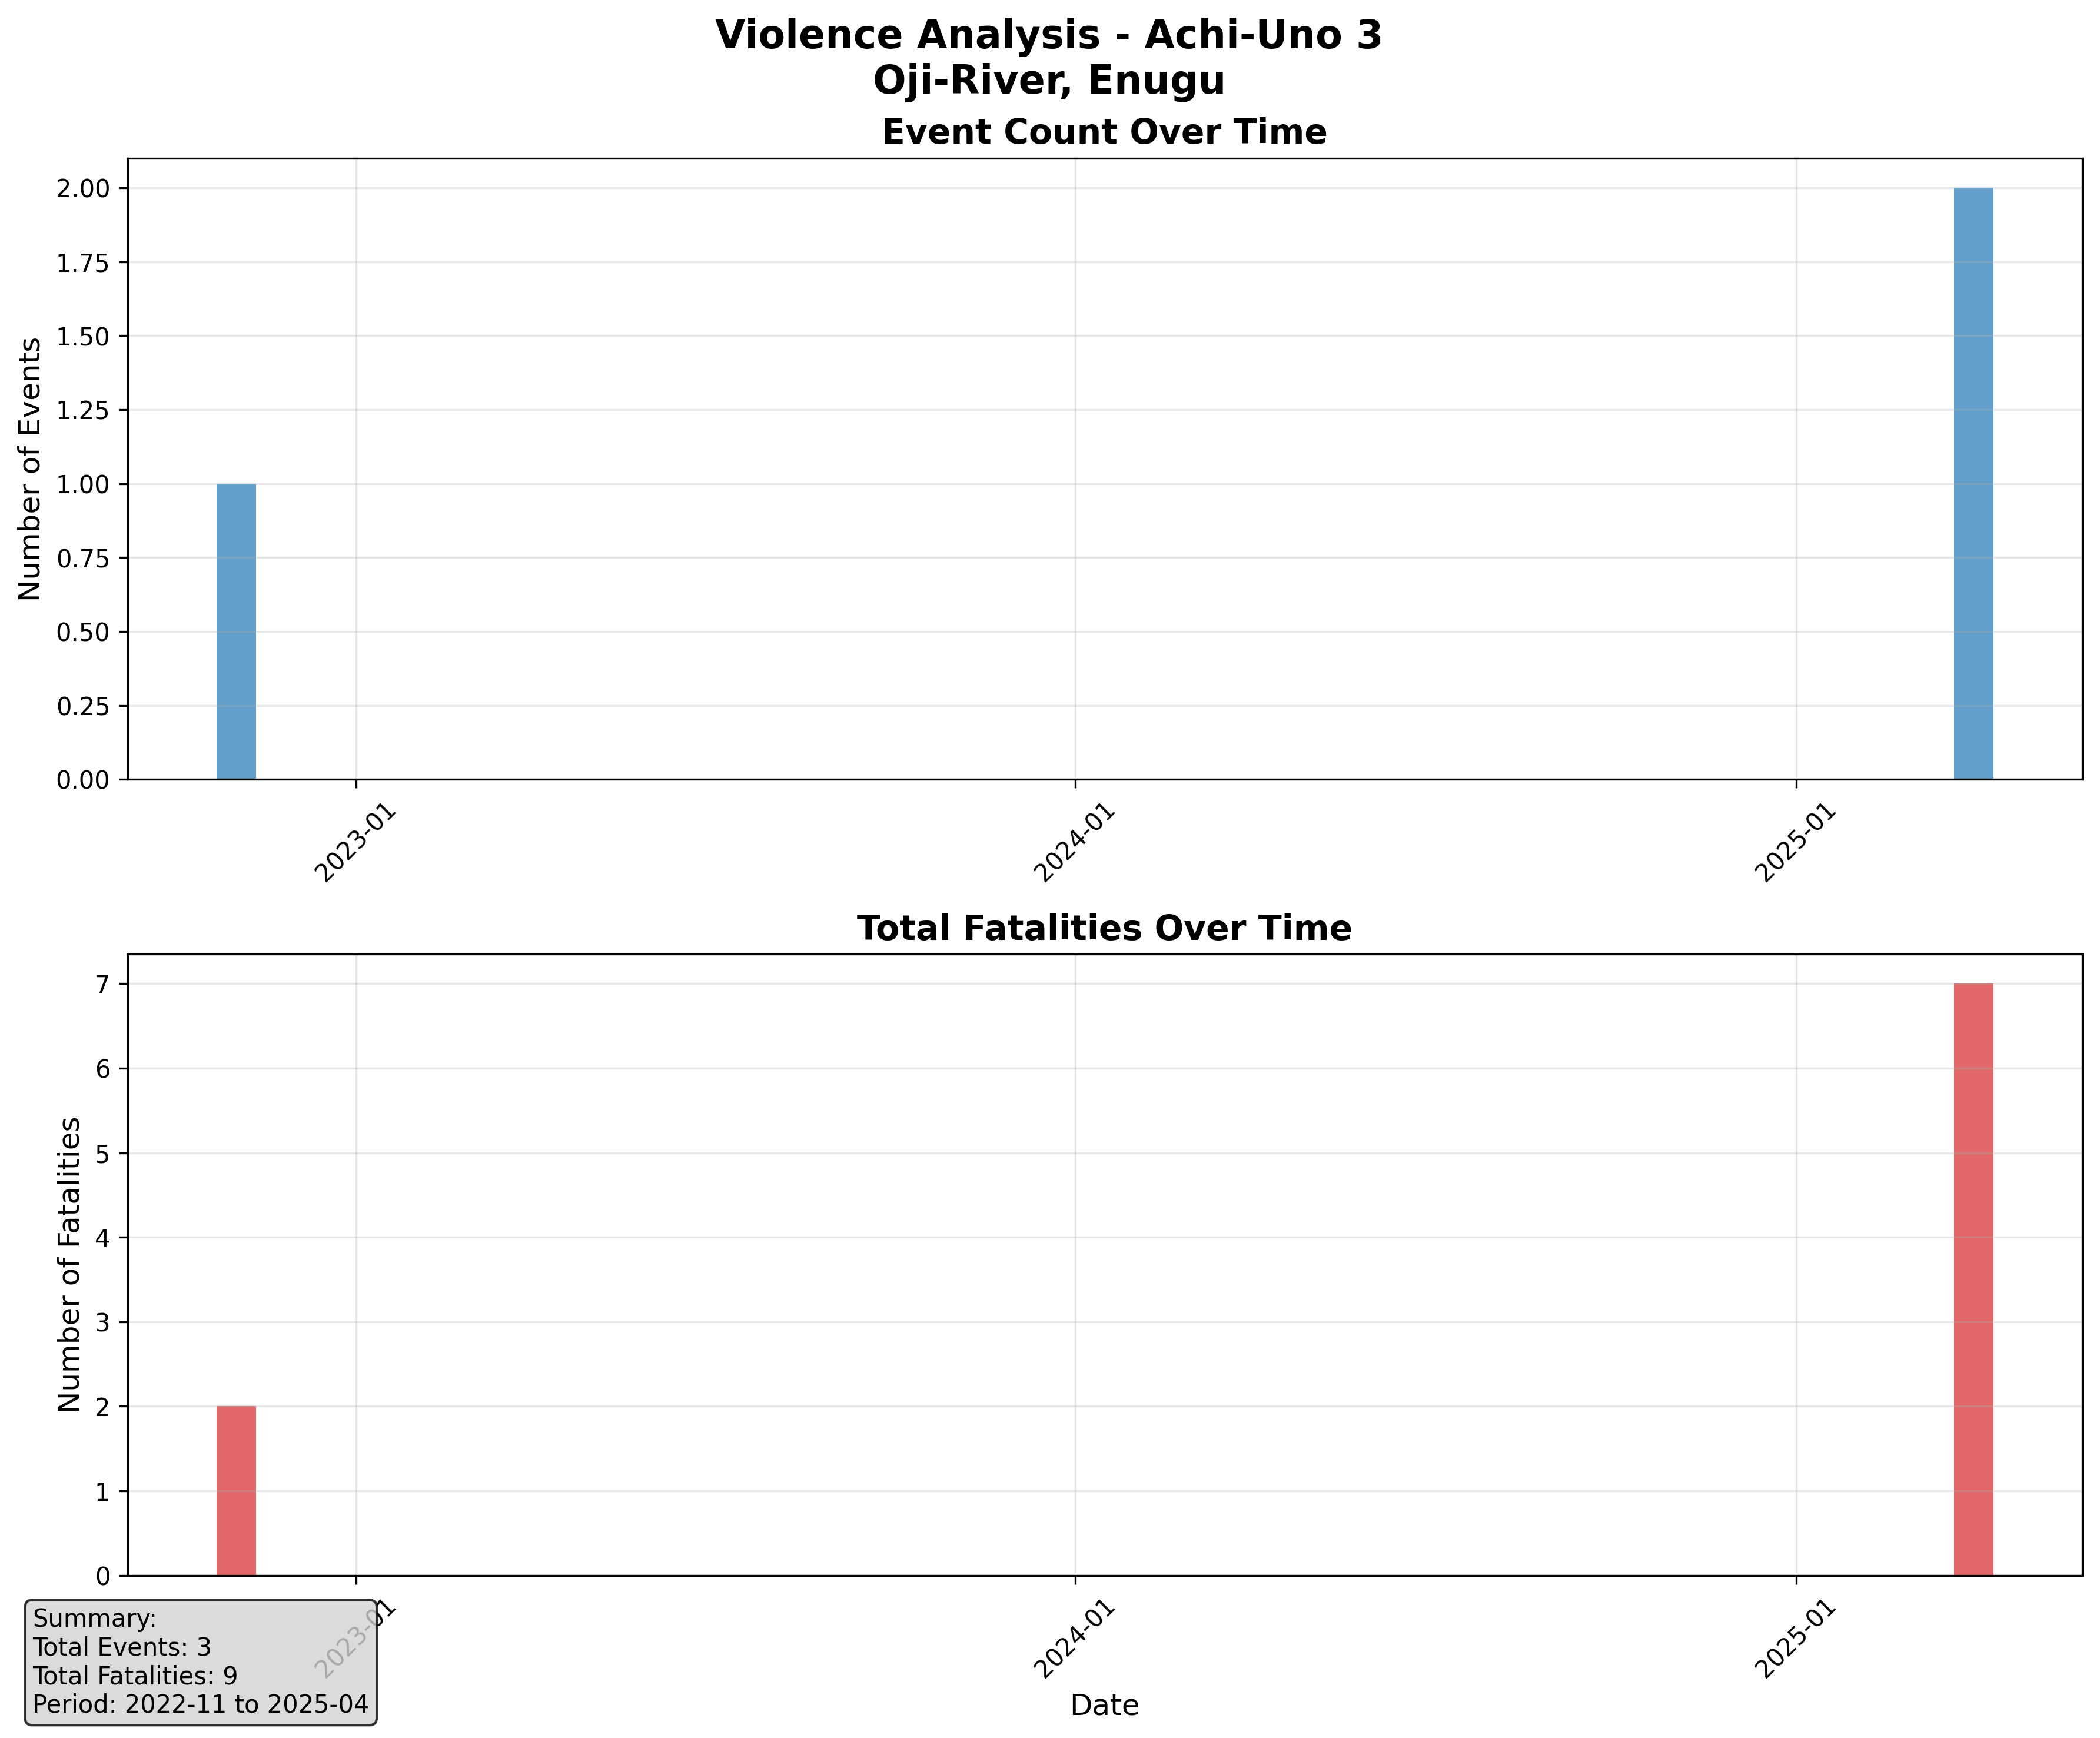 Violence Analysis - Achi-Uno 3
Oji-River, Enugu
Event Count Over Time
Number of Events
2.00
1.75
1.50
1.25
1.00
0.75
0.50
0.25
0.00
2023-01
2024-01
2025-01
Total Fatalities Over Time
Number of Fatalities
7
6
5
4
3
2
1
0
2023-01
2024-01
2025-01
Date
Summary:
Total Events: 3
Total Fatalities: 9
Period: 2022-11 to 2025-04